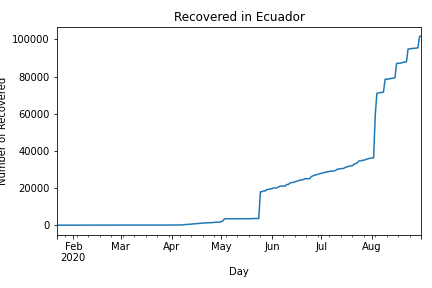 Recovered in Ecuador
Number of Recovered
100000
80000
60000
40000
20000
0
Feb Mar Apr May Jun Jul Aug
2020
Day